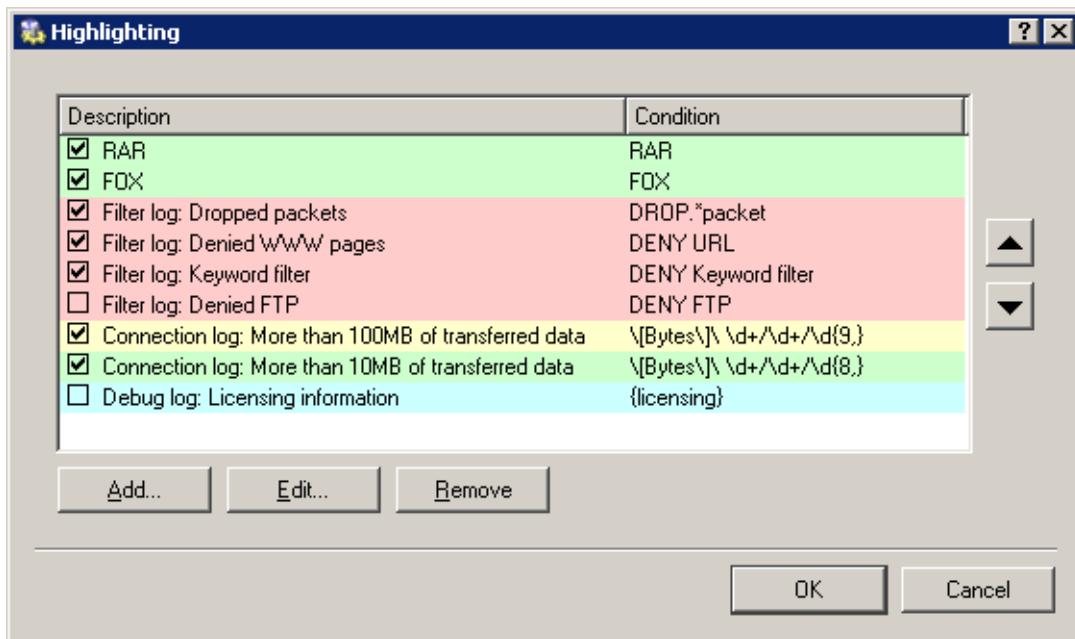 Highlighting
Description Condition
RAR RAR
FOX FOX
Filter log: Dropped packets DROP.*packet
Filter log: Denied WWW pages DENY URL
Filter log: Keyword filter DENY Keyword filter
Filter log: Denied FTP DENY FTP
Connection log: More than 100MB of transferred data \[Bytes\]\ \d+/\d+/\d{9,}
Connection log: More than 10MB of transferred data \[Bytes\]\ \d+/\d+/\d{8,}
Debug log: Licensing information {licensing}
Add... Edit... Remove
OK Cancel